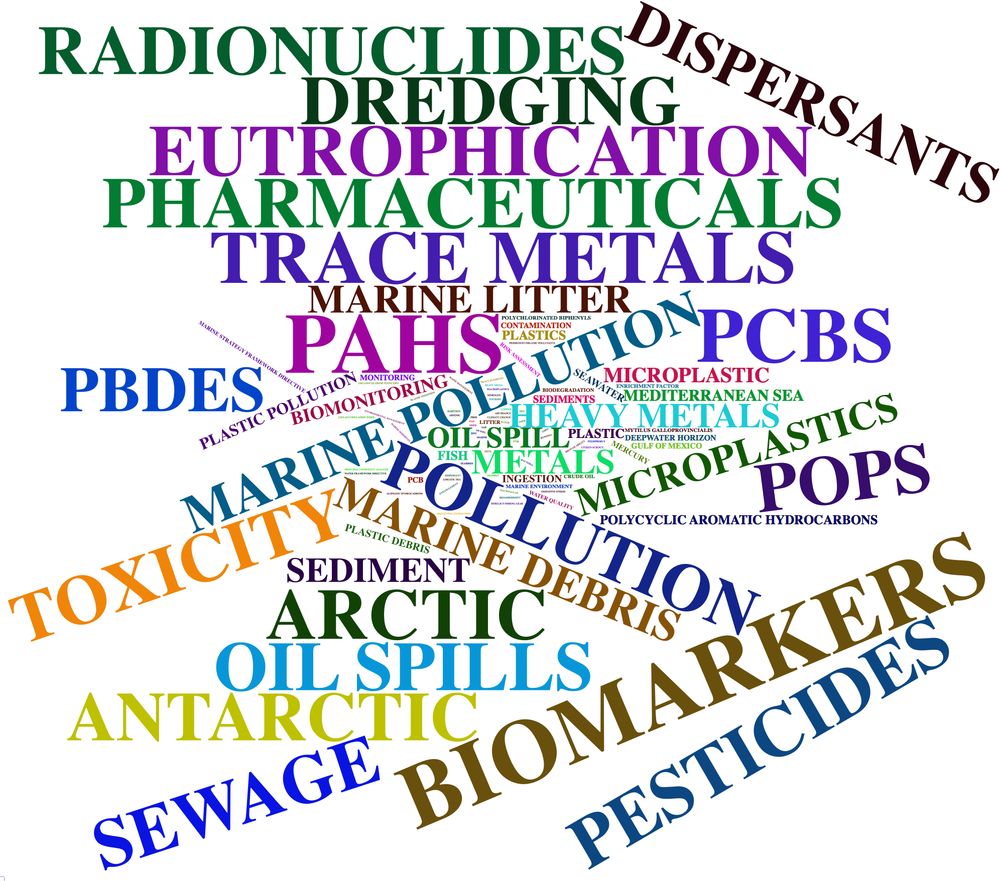 RADIONUCLIDES
DISPERSANTS
DREDGING
EUTROPHICATION
PHARMACEUTICALS
TRACE METALS
MARINE LITTER
PAHS
POLYCHLORINATED BIPHENYLS
CONTAMINATION
PLASTICS
PERSISTENT ORGANIC POLLUTANTS
RISK ASSESSMENT
MARINE POLLUTION
PCBS
MARINE STRATEGY FRAMEWORK DIRECTIVE
PBDES
PLASTIC POLLUTION
MONITORING
ORGANOCHLORINE PESTICIDES
BIOMONITORING
WASTE MANAGEMENT
PLASTIC INGESTION
GEO-ACCUMULATION INDEX
ENVIRONMENTAL MANAGEMENT
MARINE SEDIMENTS
TRACE ELEMENTS
HEAVY METAL
MACROPLASTICS
NITROGEN
TOURISM
SORPTION
ARSENIC
SEAWATER
MICROPLASTIC
ENRICHMENT FACTOR
MEDITERRANEAN SEA
BIODEGRADATION
SEDIMENTS
COPPER
DDT
ABUNDANCE
CLIMATE CHANGE
PBDE
PAH
MSFD
LITTER
WATER
SAR
MUSSEL
ZINC
MARINE
HEAVY METALS
OIL SPILL
FTIR
HYPOXIA
PLASTIC
MYTILUS GALLOPROVINCIALIS
DEEPWATER HORIZON
GULF OF MEXICO
PHOSPHORUS
CITIZEN SCIENCE
BIOAVAILABILITY
MERCURY
MICROPLASTICS
POPS
FISH
SEABIRDS
DDTS
METALS
BACTERIA
MUSSELS
INGESTION
CRUDE OIL
MARINE ENVIRONMENT
OXIDATIVE STRESS
MACROALGAE
BIOASSESSMENT
DERELICT FISHING GEAR
WATER QUALITY
PRINCIPAL COMPONENT ANALYSIS
WATER FRAMEWORK DIRECTIVE
PCB
DISPERSANT
ADRIATIC SEA
ENTANGLEMENT
ALIPHATIC HYDROCARBONS
SEQUENTIAL EXTRACTION
POLLUTION
POLYCYCLIC AROMATIC HYDROCARBONS
TOXICITY
MARINE DEBRIS
PLASTIC DEBRIS
SEDIMENT
ARCTIC
OIL SPILLS
ANTARCTIC
BIOMARKERS
SEWAGE
PESTICIDES